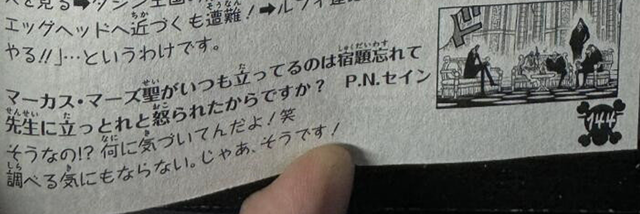 エッグヘッドへ近づくも遭難!➡ルフィ達
やる!!」…というわけです。
マーカス・マーズ聖がいつも立ってるのは宿題忘れて
先生に立っとれと怒られたからですか? P.N.セイン
そうなの!? 何に気づいてんだよ! 笑
調べる気にもならない。じゃあ、そうです!
ド
144